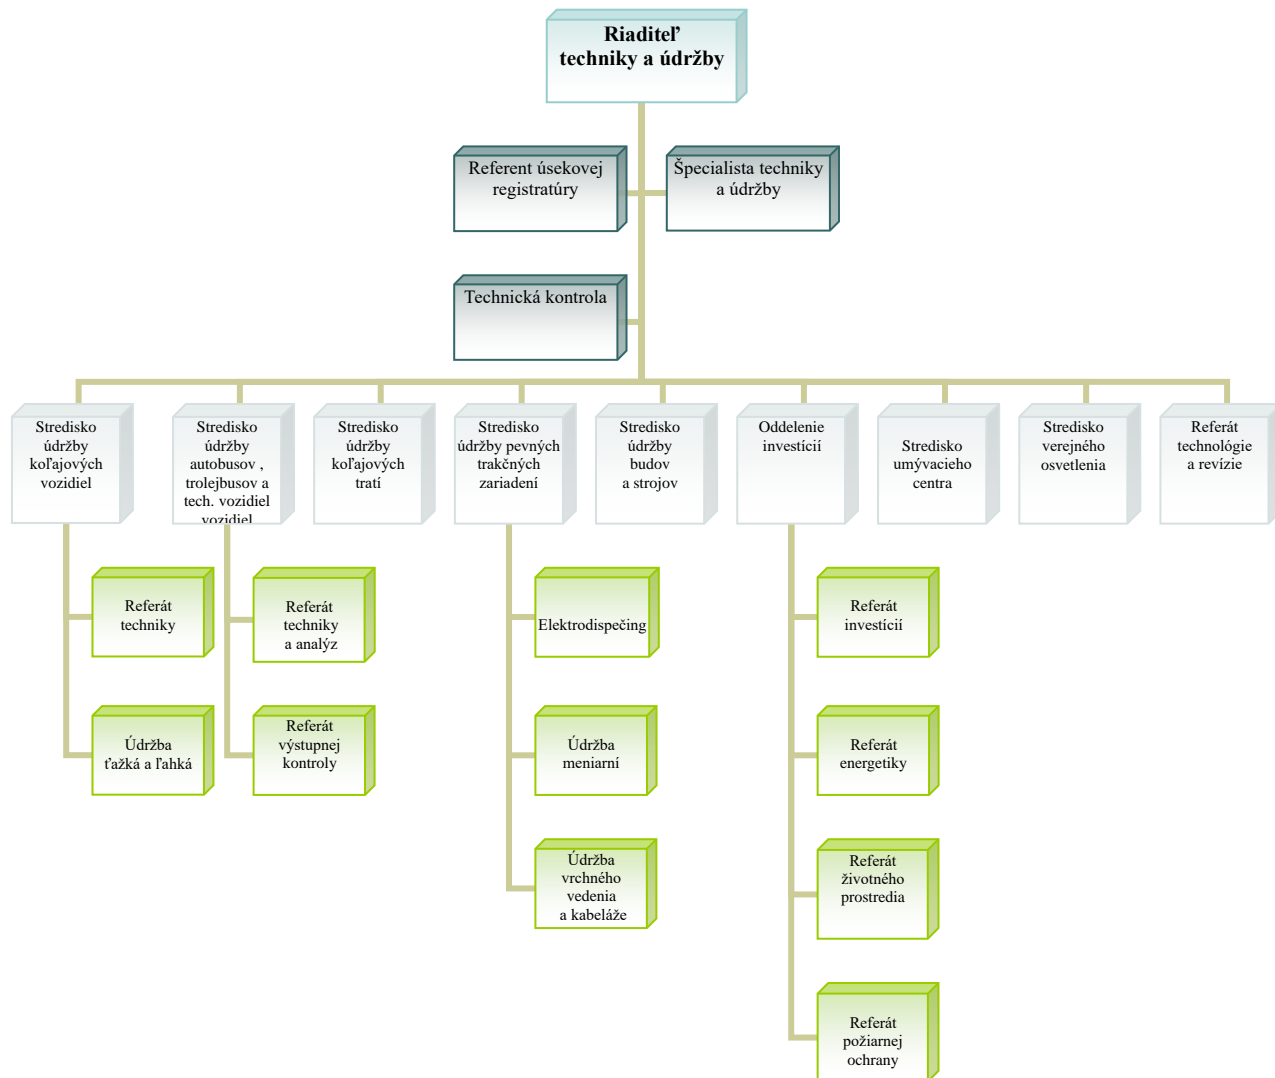 Riaditeľ
techniky a údržby
Referent úsekovej
registratúry
Špecialista techniky
a údržby
Technická kontrola
Stredisko
údržby
koľajových
vozidiel
Stredisko
údržby
autobusov ,
trolejbusov a
tech. vozidiel
vozidiel
Stredisko
údržby
koľajových
tratí
Stredisko
údržby pevných
trakčných
zariadení
Stredisko
údržby
budov
a strojov
Oddelenie
investícií
Stredisko
umývacieho
centra
Stredisko
verejného
osvetlenia
Referát
technológie
a revízie
Referát
techniky
Referát
techniky
a analýz
Elektrodispečing
Referát
investícií
Údržba
ťažká a ľahká
Referát
výstupnej
kontroly
Údržba
meniarní
Referát
energetiky
Údržba
vrchného
vedenia
a kabeláže
Referát
životného
prostredia
Referát
požiarnej
ochrany